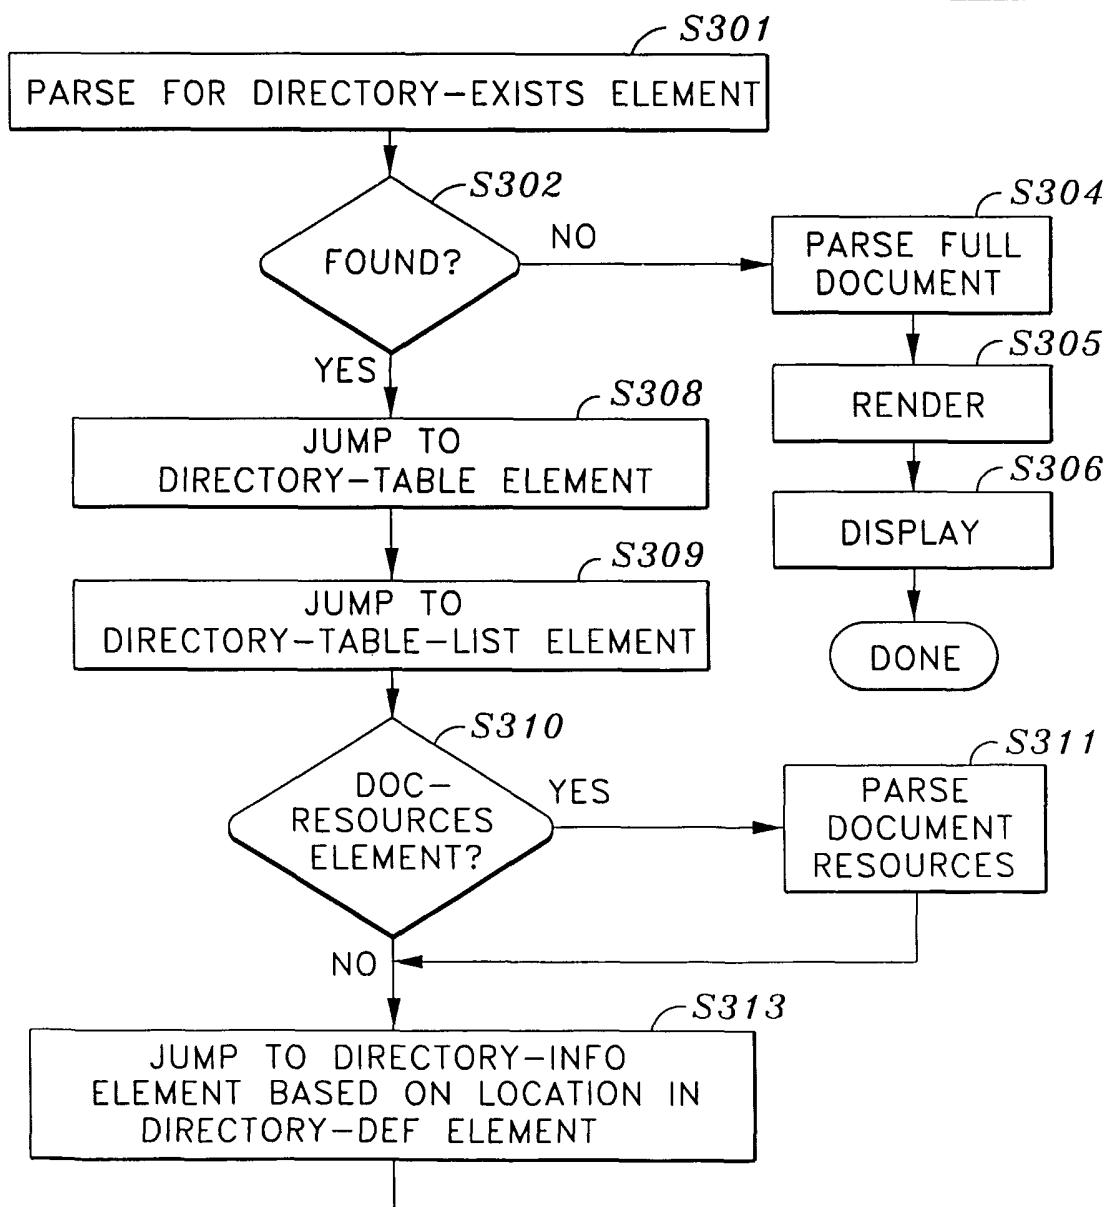 S301
PARSE FOR DIRECTORY-EXISTS ELEMENT
S302
FOUND?
NO
YES
S304
PARSE FULL
DOCUMENT
S305
RENDER
S306
DISPLAY
DONE
S308
JUMP TO
DIRECTORY-TABLE ELEMENT
S309
JUMP TO
DIRECTORY-TABLE-LIST ELEMENT
S310
DOC-
RESOURCES
ELEMENT?
YES
NO
S311
PARSE
DOCUMENT
RESOURCES
S313
JUMP TO DIRECTORY-INFO
ELEMENT BASED ON LOCATION IN
DIRECTORY-DEF ELEMENT